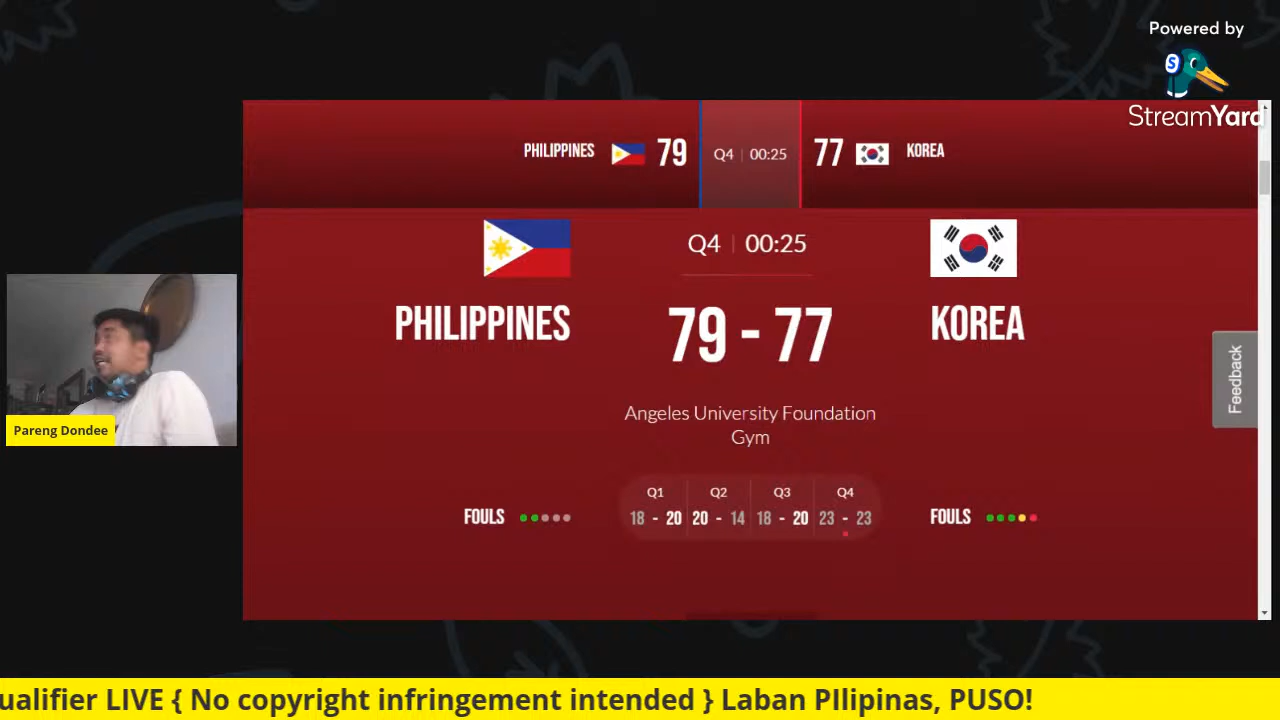 Powered by
StreamYard
PHILIPPINES 79 Q4 | 00:25 77 KOREA
Q4 | 00:25
PHILIPPINES 79 - 77 KOREA
Angeles University Foundation
Gym
Q1 Q2 Q3 Q4
FOULS 18 - 20 20 - 14 18 - 20 23 - 23 FOULS
Feedback
Pareng Dondee
ualifier LIVE { No copyright infringement intended } Laban PIlipinas, PUSO!